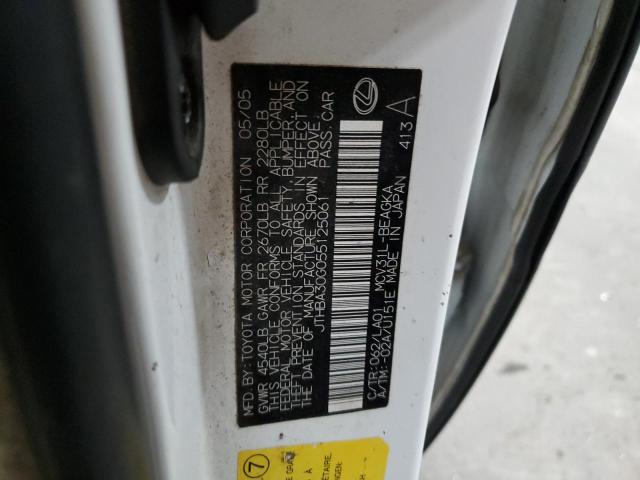 MFD. BY: TOYOTA MOTOR CORPORATION 05/05
GVWR 4540LB GAWR FR 2670LB RR 2280LB
THIS VEHICLE CONFORMS TO ALL APPLICABLE
FEDERAL MOTOR VEHICLE SAFETY, BUMPER, AND
THEFT PREVENTION STANDARDS IN EFFECT ON
THE DATE OF MANUFACTURE SHOWN ABOVE.
JTHBA30G055125061 PASS. CAR
C/TR: 062/LA01 MCV31L-BEAGKA
A/TM: -02A/U151E MADE IN JAPAN
413 A
7